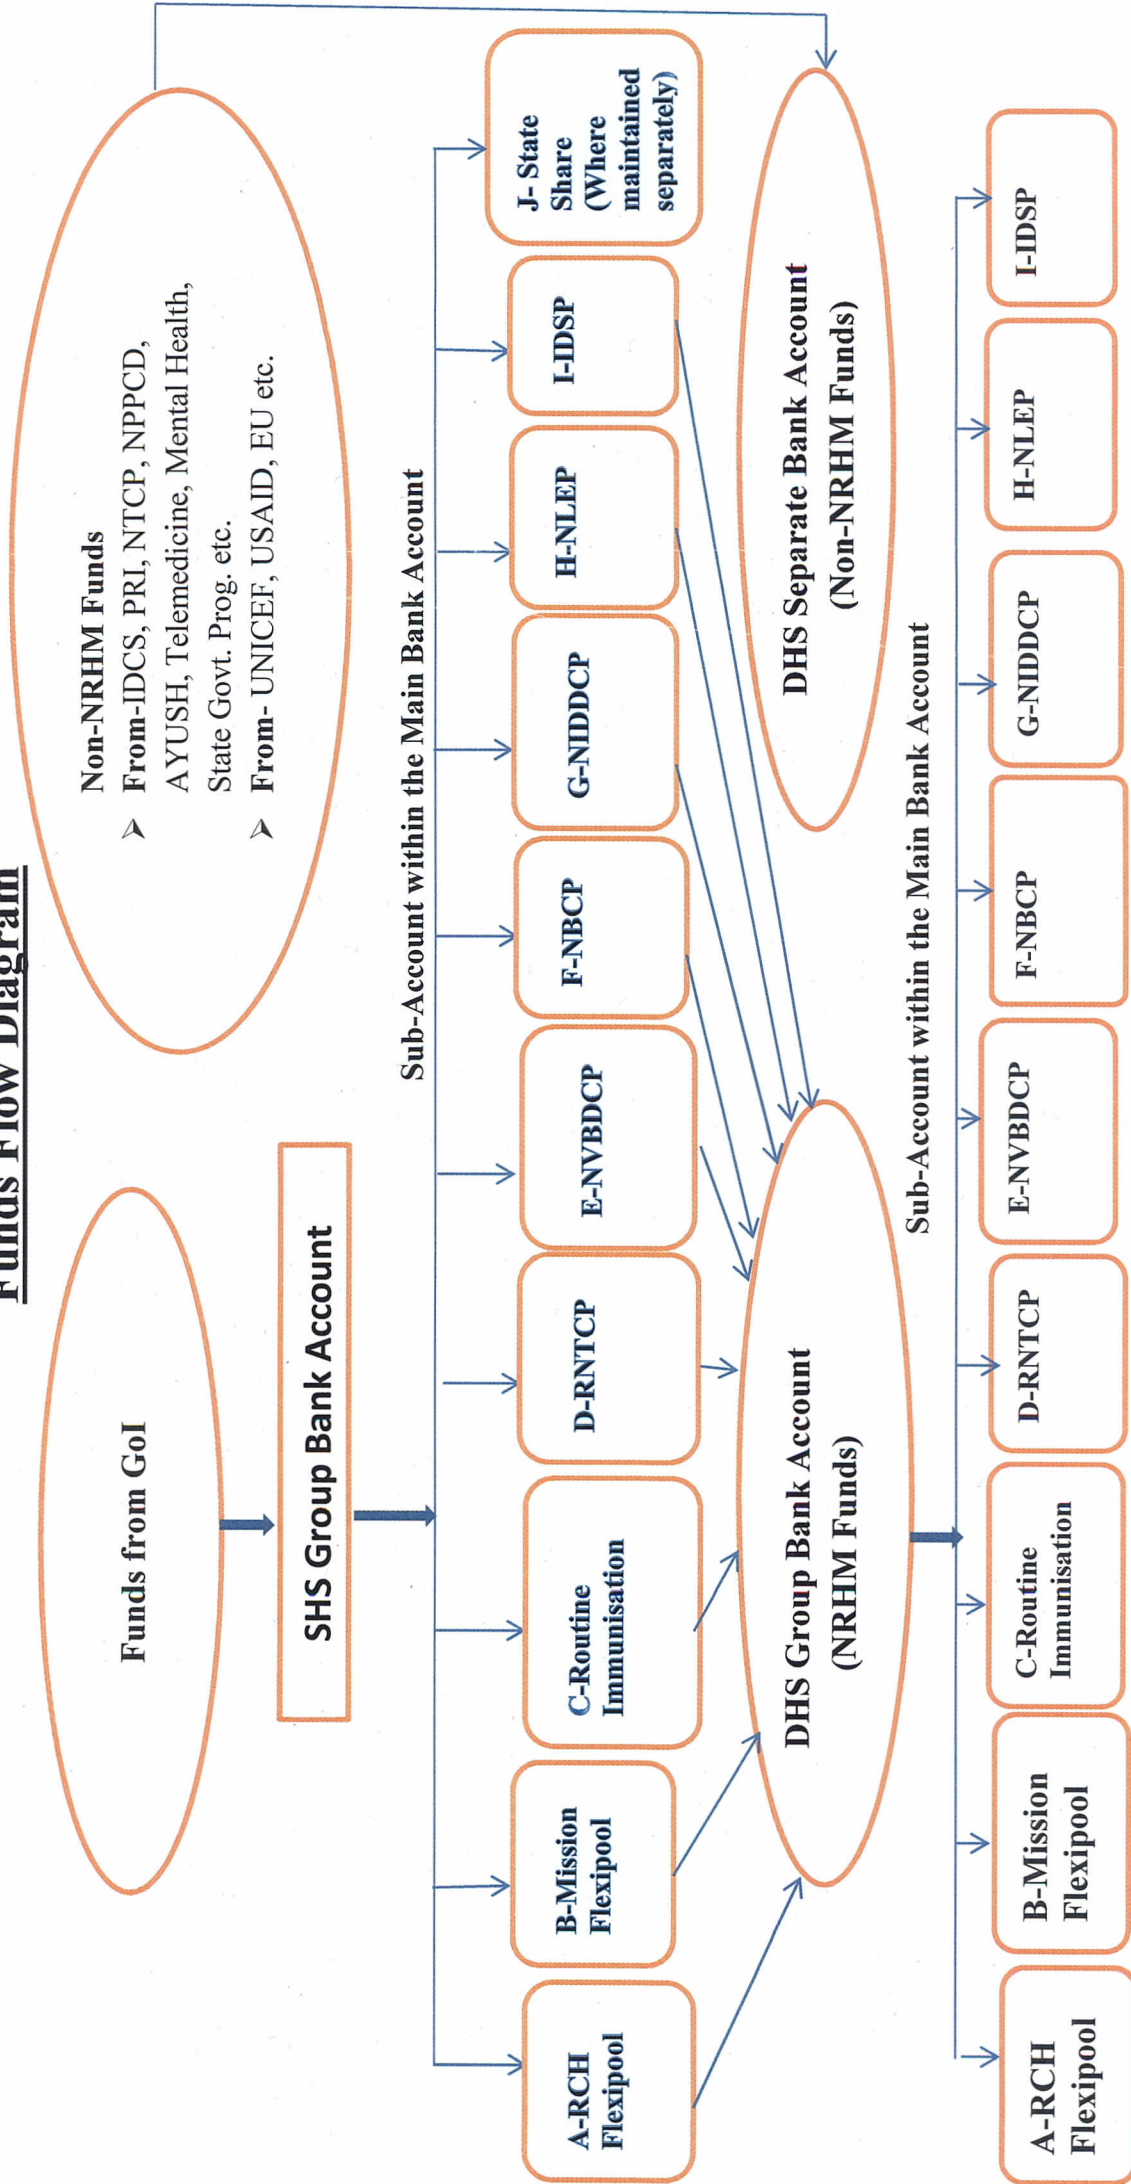 Funds Flow Diagram
Funds from GoI
Non-NRHM Funds
➢ From-IDCS, PRI, NTCP, NPPCD,
AYUSH, Telemedicine, Mental Health,
State Govt. Prog. etc.
➢ From- UNICEF, USAID, EU etc.
SHS Group Bank Account
Sub-Account within the Main Bank Account
A-RCH
Flexipool
B-Mission
Flexipool
C-Routine
Immunisation
D-RNTCP
E-NVBDCP
F-NBCP
G-NIDDCP
H-NLEP
I-IDSP
J- State
Share
(Where
maintained
separately)
DHS Group Bank Account
(NRHM Funds)
DHS Separate Bank Account
(Non-NRHM Funds)
Sub-Account within the Main Bank Account
A-RCH
Flexipool
B-Mission
Flexipool
C-Routine
Immunisation
D-RNTCP
E-NVBDCP
F-NBCP
G-NIDDCP
H-NLEP
I-IDSP